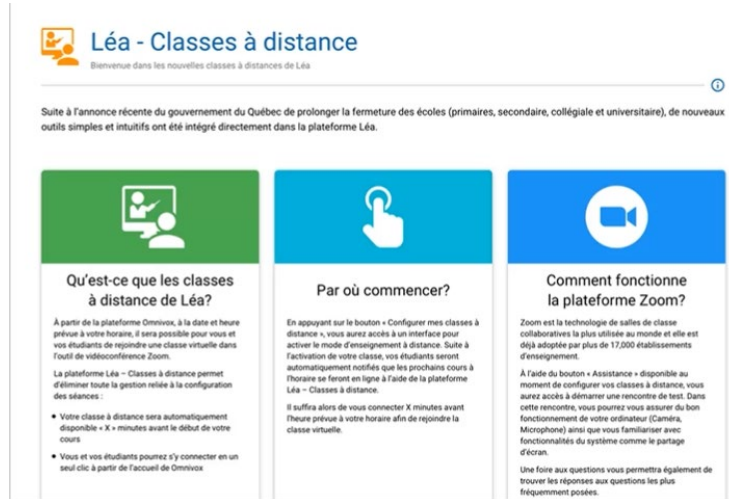 Léa - Classes à distance
Bienvenue dans les nouvelles classes à distances de Léa
Suite à l'annonce récente du gouvernement du Québec de prolonger la fermeture des écoles (primaires, secondaire, collégiale et universitaire), de nouveaux
outils simples et intuitifs ont été intégré directement dans la plateforme Léa.
Qu'est-ce que les classes
à distance de Léa?
À partir de la plateforme Omnivox, à la date et heure
prévue à votre horaire, il sera possible pour vous et
vos étudiants de rejoindre une classe virtuelle dans
l'outil de vidéoconférence Zoom.
La plateforme Léa – Classes à distance permet
d'éliminer toute la gestion reliée à la configuration
des séances :
• Votre classe à distance sera automatiquement
disponible « X » minutes avant le début de votre
cours
• Vous et vos étudiants pourrez s'y connecter en un
seul clic à partir de l'accueil de Omnivox
Par où commencer?
En appuyant sur le bouton « Configurer mes classes à
distance », vous aurez accès à un interface pour
activer le mode d'enseignement à distance. Suite à
l'activation de votre classe, vos étudiants seront
automatiquement notifiés que les prochains cours à
l'horaire se feront en ligne à l'aide de la plateforme
Léa – Classes à distance.
Il suffira alors de vous connecter X minutes avant
l'heure prévue à votre horaire afin de rejoindre la
classe virtuelle.
Comment fonctionne
la plateforme Zoom?
Zoom est la technologie de salles de classe
collaboratives la plus utilisée au monde et elle est
déjà adoptée par plus de 17,000 établissements
d'enseignement.
À l'aide du bouton « Assistance » disponible au
moment de configurer vos classes à distance, vous
aurez accès à démarrer une rencontre de test. Dans
cette rencontre, vous pourrez vous assurer du bon
fonctionnement de votre ordinateur (Caméra,
Microphone) ainsi que vous familiariser avec
fonctionnalités du système comme le partage
d'écran.
Une foire aux questions vous permettra également de
trouver les réponses aux questions les plus
fréquemment posées.